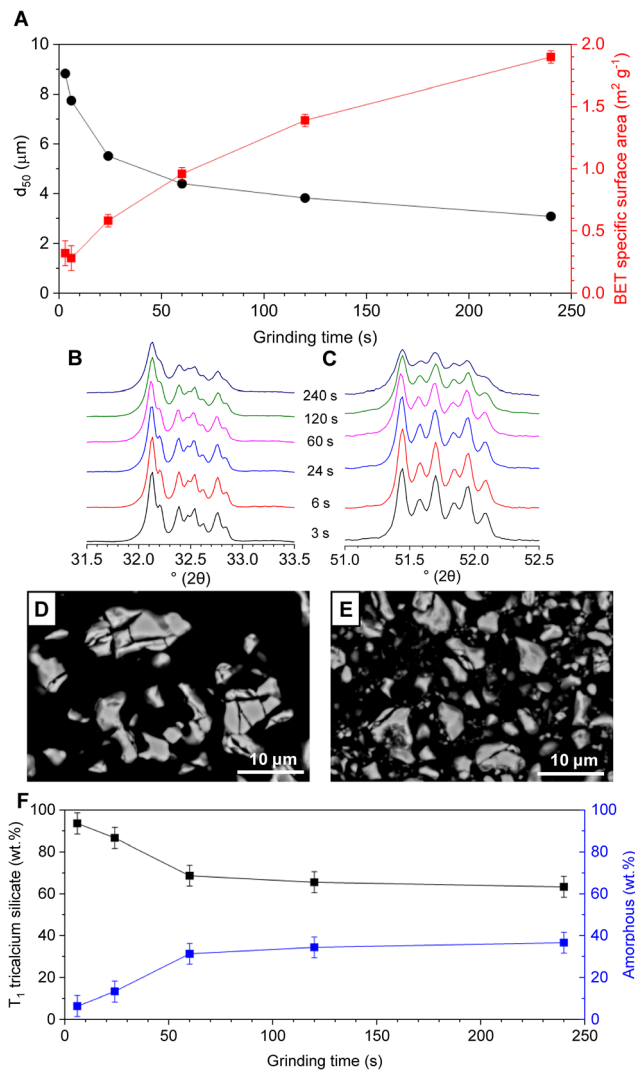 A
10
8
6
4
2
0
d50 (μm)
2.0
1.5
1.0
0.5
0.0
BET specific surface area (m2 g-1)
0 50 100 150 200 250
Grinding time (s)
B
C
240 s
120 s
60 s
24 s
6 s
3 s
31.5 32.0 32.5 33.0 33.5
° (2θ)
51.0 51.5 52.0 52.5
° (2θ)
D
10 μm
E
10 μm
F
100
80
60
40
20
0
T1 tricalcium silicate (wt.%)
100
80
60
40
20
0
Amorphous (wt.%)
0 50 100 150 200 250
Grinding time (s)